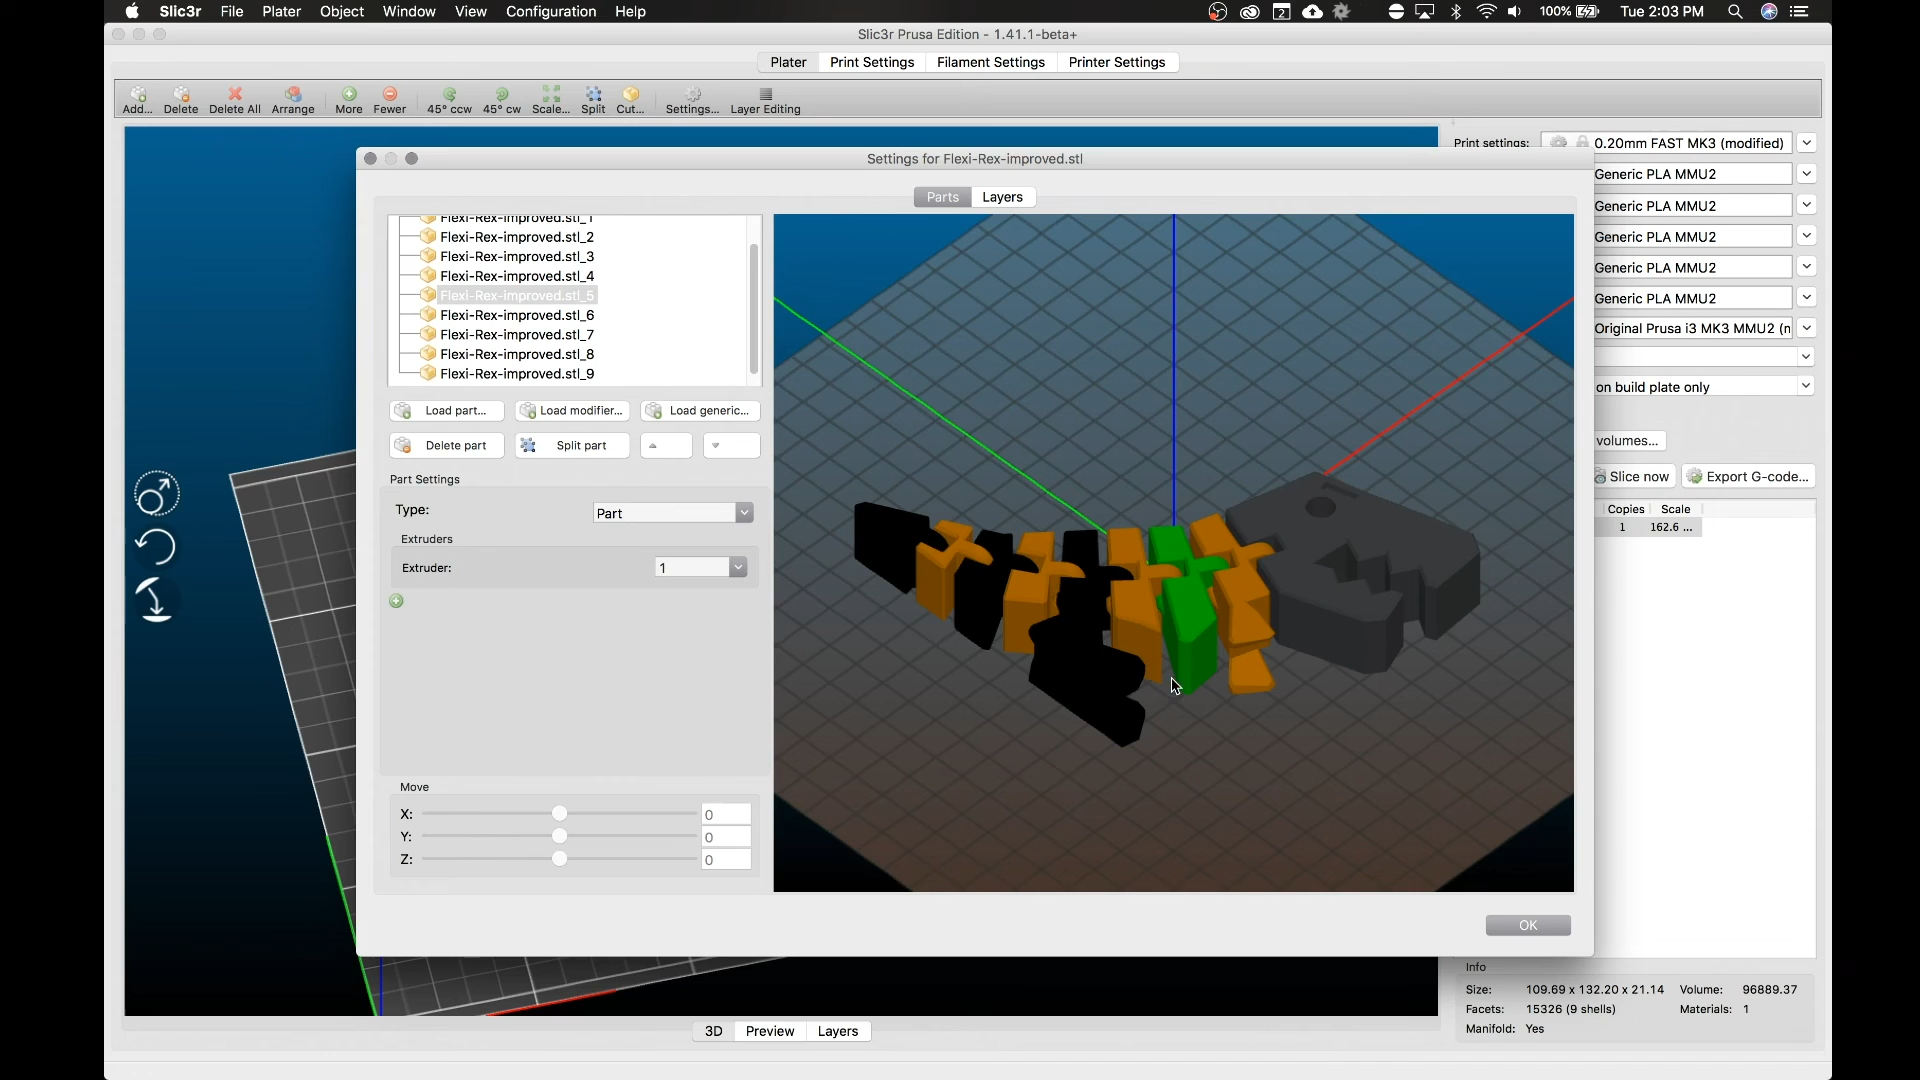 Slic3r File Plater Object Window View Configuration Help
2 100% Tue 2:03 PM
Slic3r Prusa Edition - 1.41.1-beta+
Plater Print Settings Filament Settings Printer Settings
Add... Delete Delete All Arrange More Fewer 45° ccw 45° cw Scale... Split Cut... Settings... Layer Editing
Print settings: 0.20mm FAST MK3 (modified)
Settings for Flexi-Rex-improved.stl
Generic PLA MMU2
Parts Layers
Generic PLA MMU2
Flexi-Rex-improved.stl_1
Flexi-Rex-improved.stl_2
Generic PLA MMU2
Flexi-Rex-improved.stl_3
Generic PLA MMU2
Flexi-Rex-improved.stl_4
Flexi-Rex-improved.stl_5
Generic PLA MMU2
Flexi-Rex-improved.stl_6
Original Prusa i3 MK3 MMU2 (n
Flexi-Rex-improved.stl_7
Flexi-Rex-improved.stl_8
Flexi-Rex-improved.stl_9
on build plate only
Load part... Load modifier... Load generic...
volumes...
Delete part Split part
Slice now Export G-code...
Part Settings
Type: Part
Copies Scale
1 162.6 ...
Extruders
Extruder: 1
Move
X: 0
Y: 0
Z: 0
OK
Info
Size: 109.69 x 132.20 x 21.14 Volume: 96889.37
Facets: 15326 (9 shells) Materials: 1
Manifold: Yes
3D Preview Layers